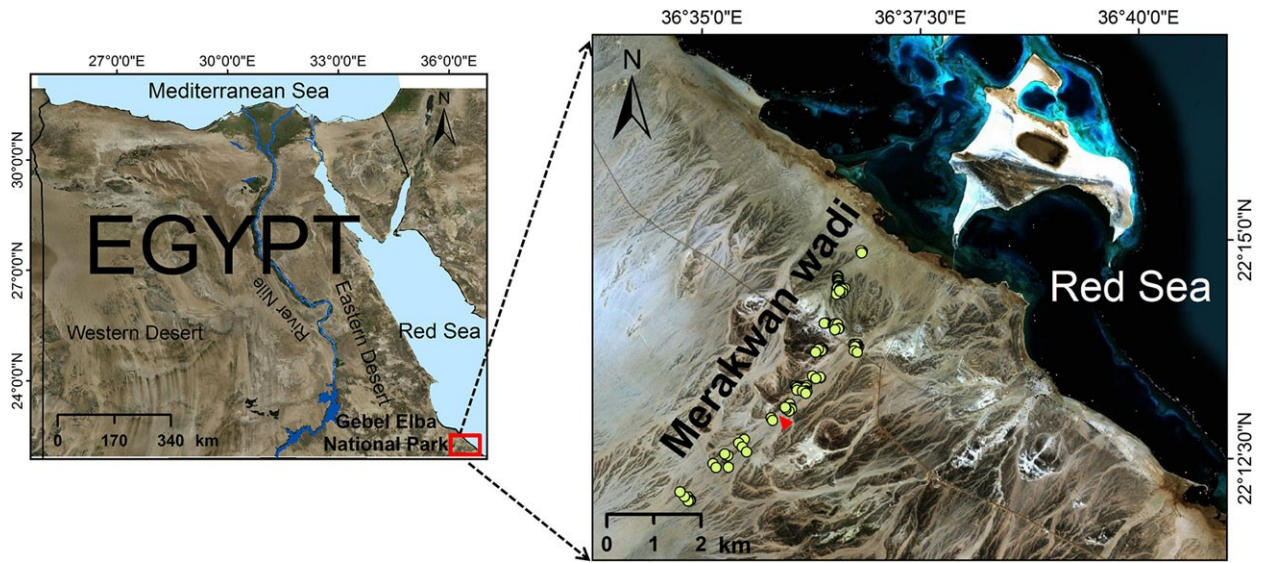 27°0'0"E
30°0'0"E
33°0'0"E
36°0'0"E
Mediterranean Sea
N
30°0'0"N
27°0'0"N
24°0'0"N
EGYPT
River Nile
Eastern Desert
Western Desert
Red Sea
Gebel Elba
National Park
0 170 340 km
36°35'0"E
36°37'30"E
36°40'0"E
N
Merakwan wadi
Red Sea
22°15'0"N
22°12'30"N
0 1 2 km